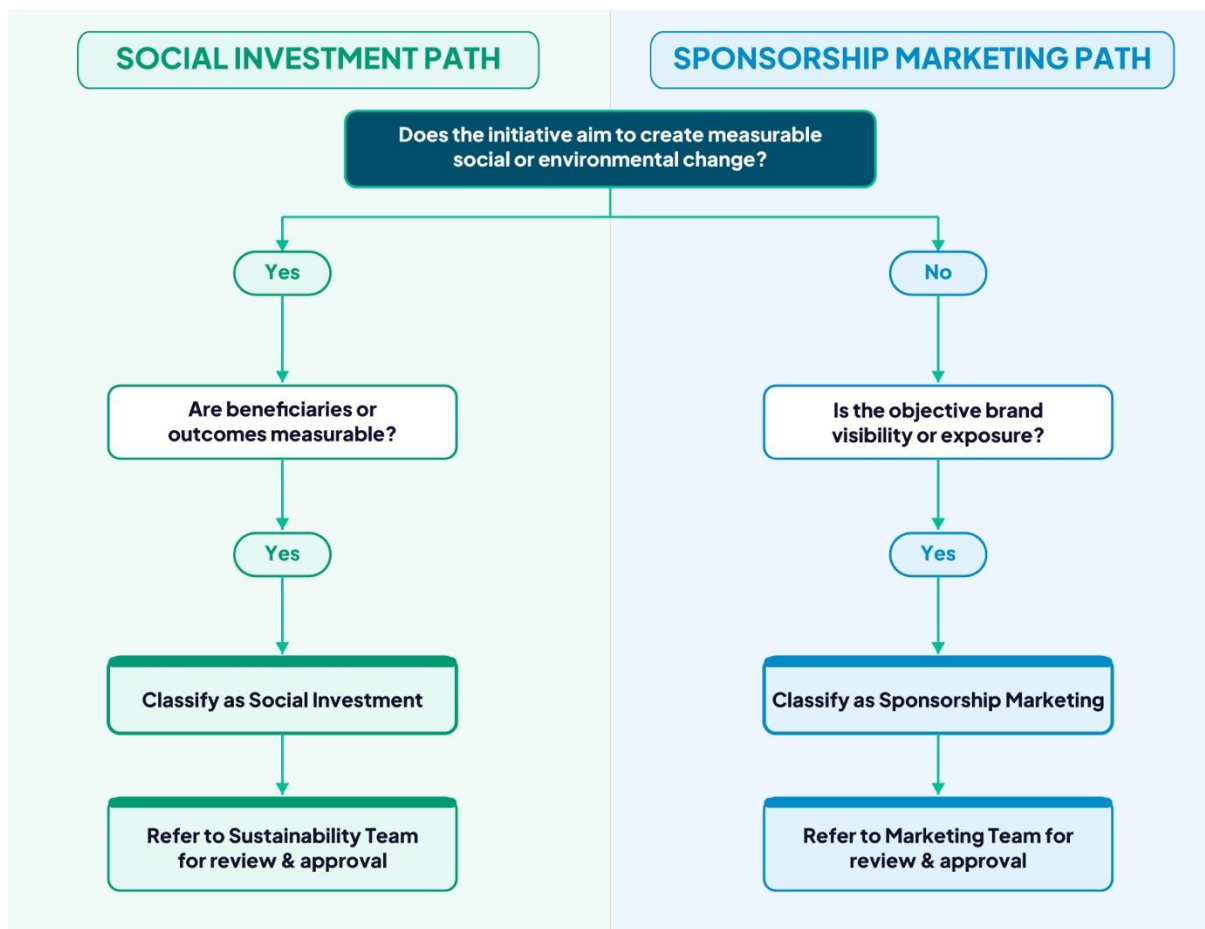 SOCIAL INVESTMENT PATH
SPONSORSHIP MARKETING PATH
Does the initiative aim to create measurable
social or environmental change?
Yes
No
Are beneficiaries or
outcomes measurable?
Is the objective brand
visibility or exposure?
Yes
Yes
Classify as Social Investment
Classify as Sponsorship Marketing
Refer to Sustainability Team
for review & approval
Refer to Marketing Team for
review & approval